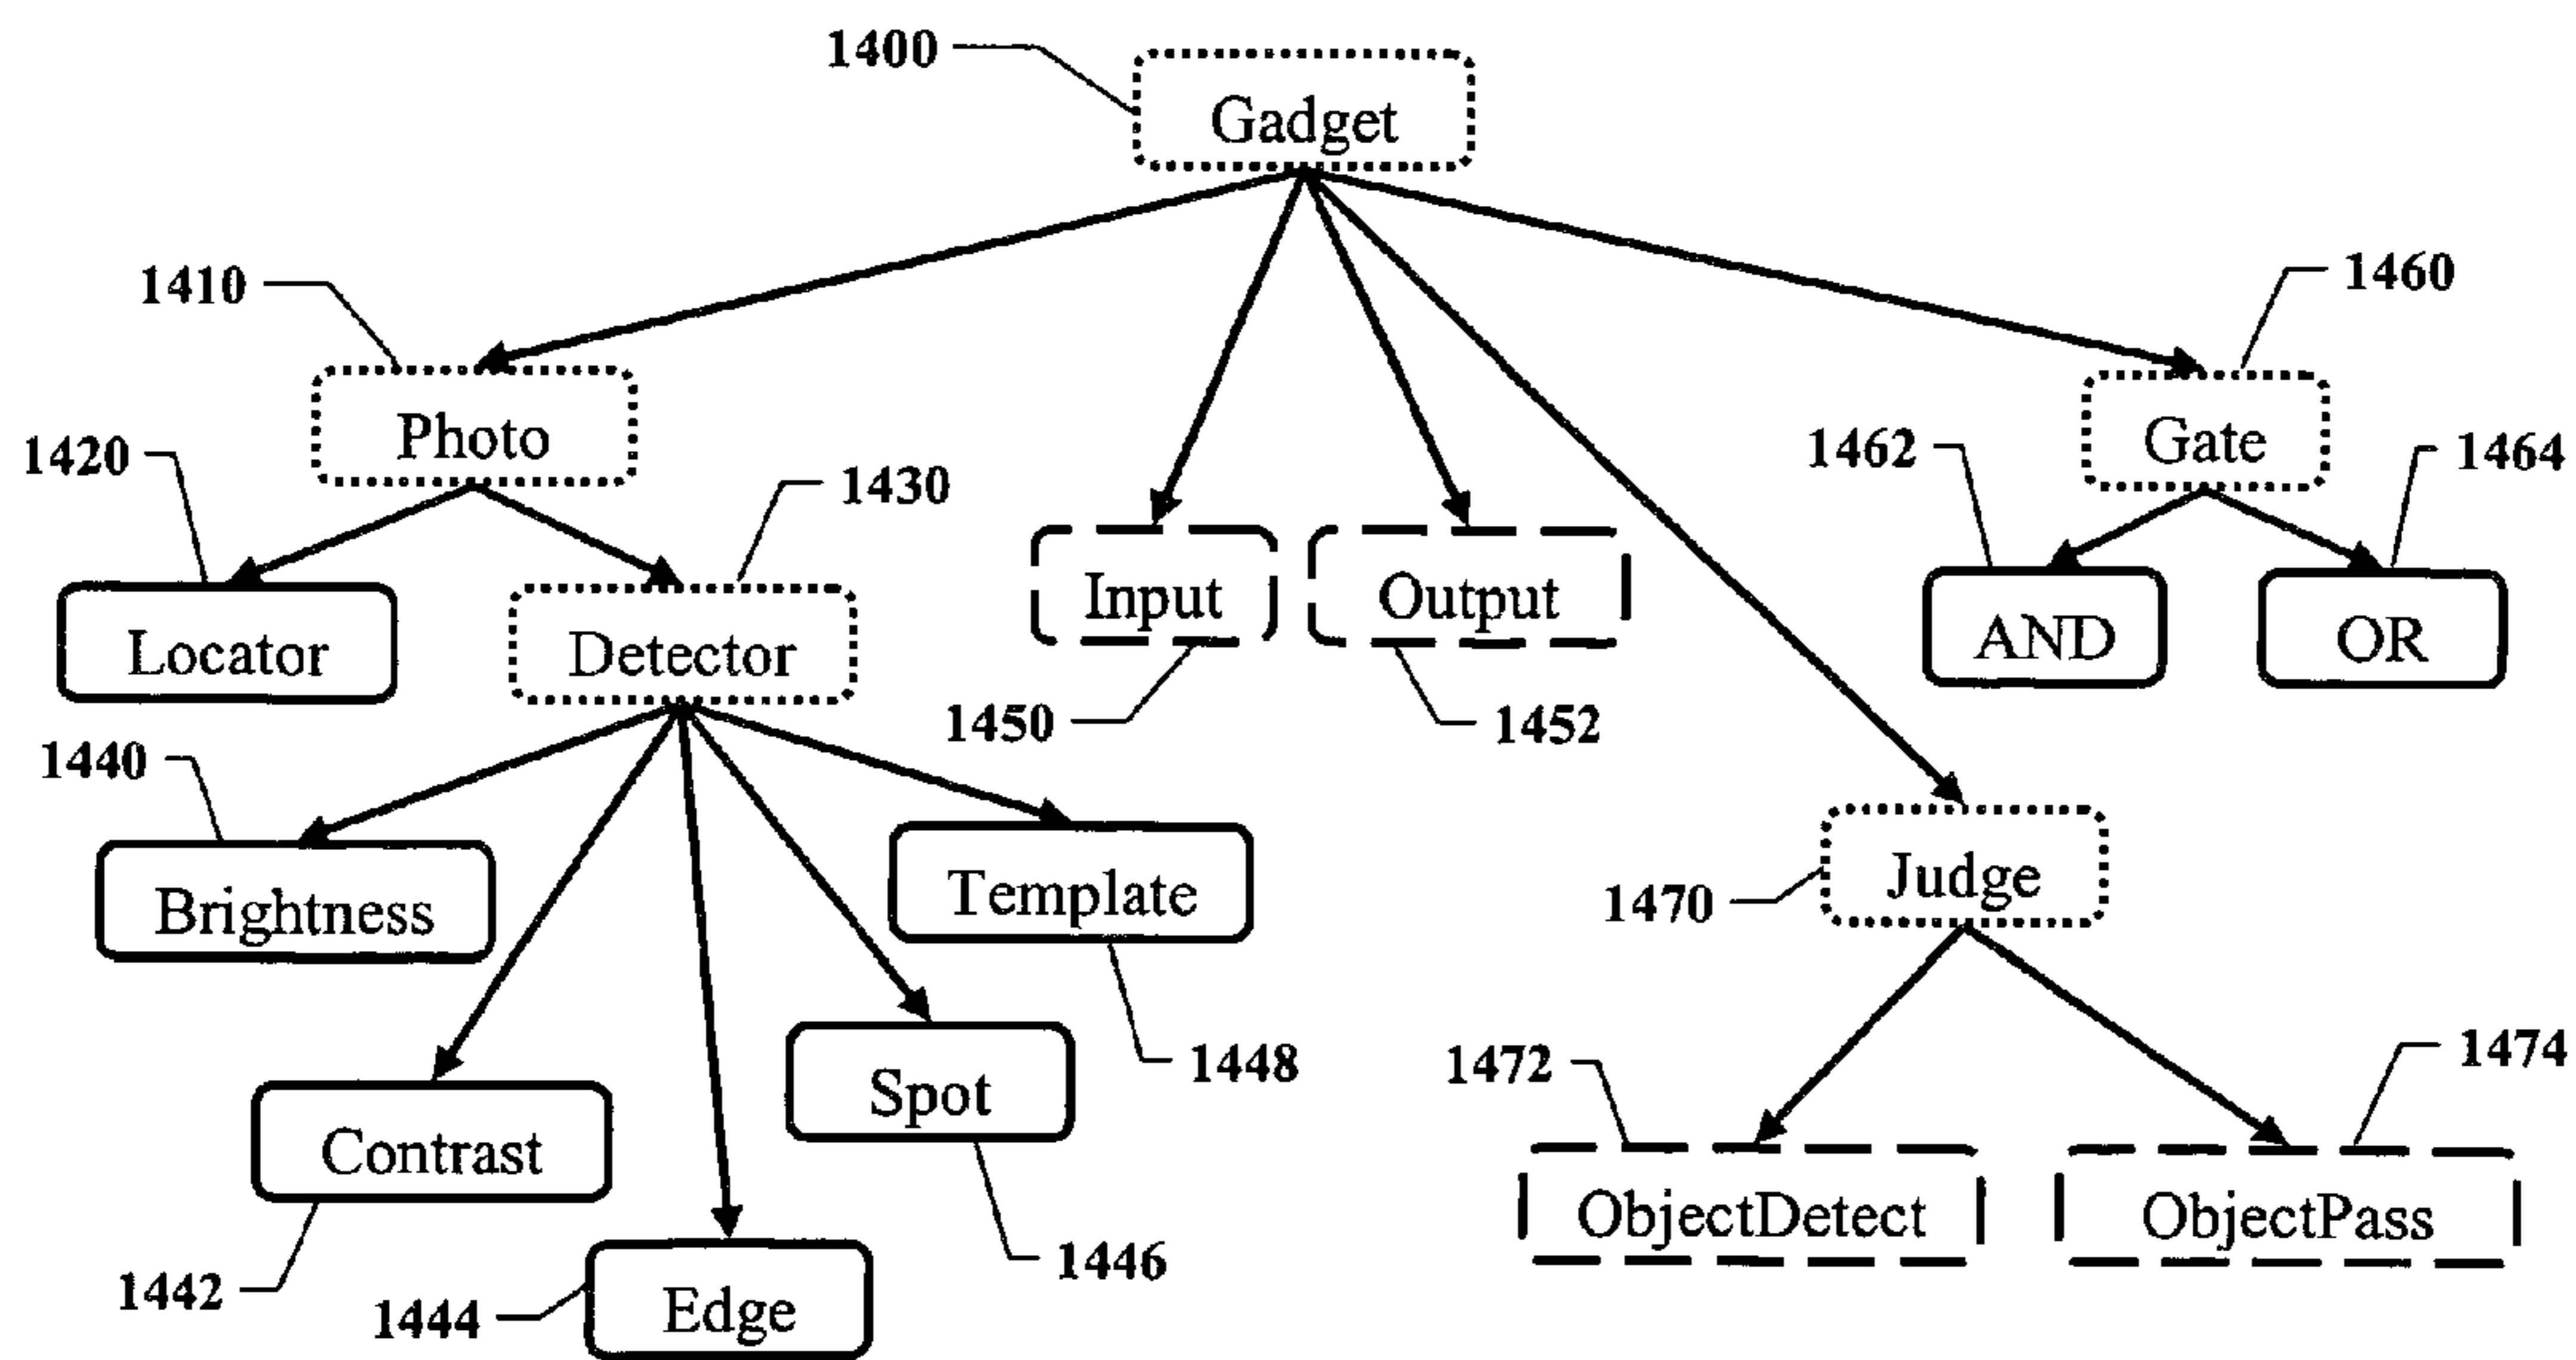 1400
Gadget
1410
1460
Photo
Gate
1420
1430
1462
1464
Locator
Detector
Input
Output
AND
OR
1450
1452
1440
Brightness
Template
1470
Judge
Contrast
Spot
1448
1472
1474
ObjectDetect
ObjectPass
1442
1444
Edge
1446